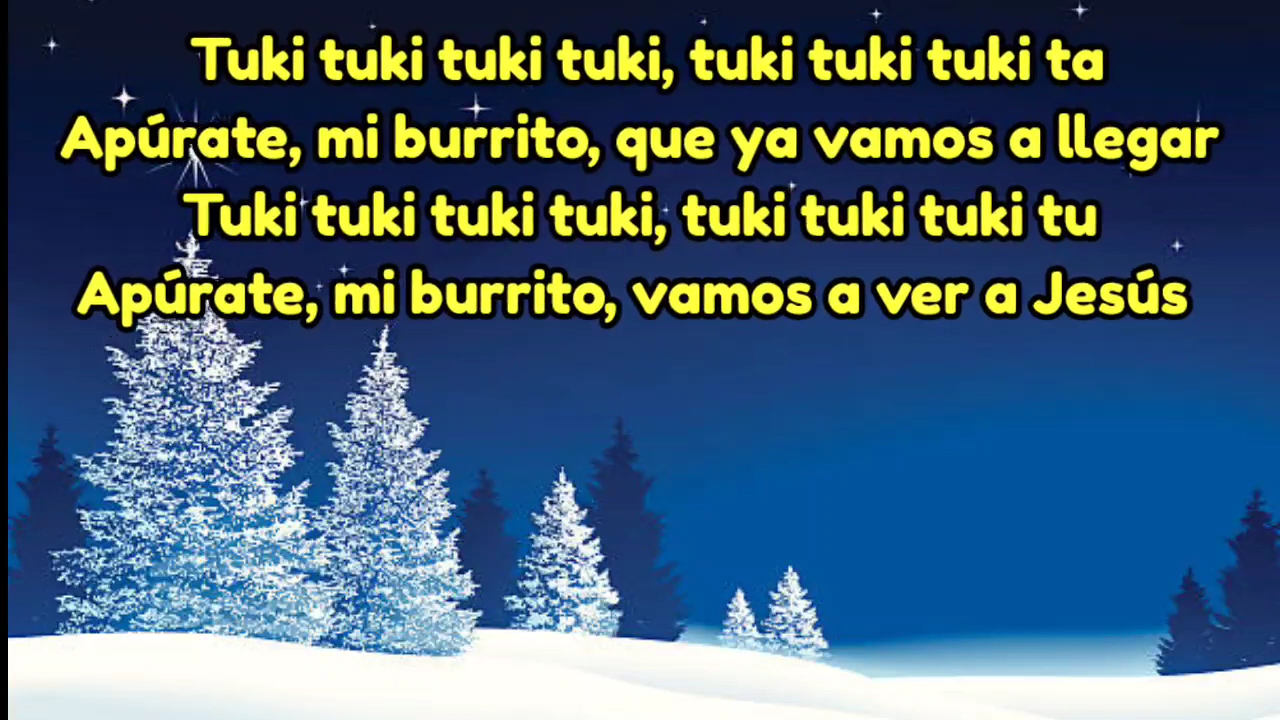 Tuki tuki tuki tuki, tuki tuki tuki ta
Apúrate, mi burrito, que ya vamos a llegar
Tuki tuki tuki tuki, tuki tuki tuki tu
Apúrate, mi burrito, vamos a ver a Jesús